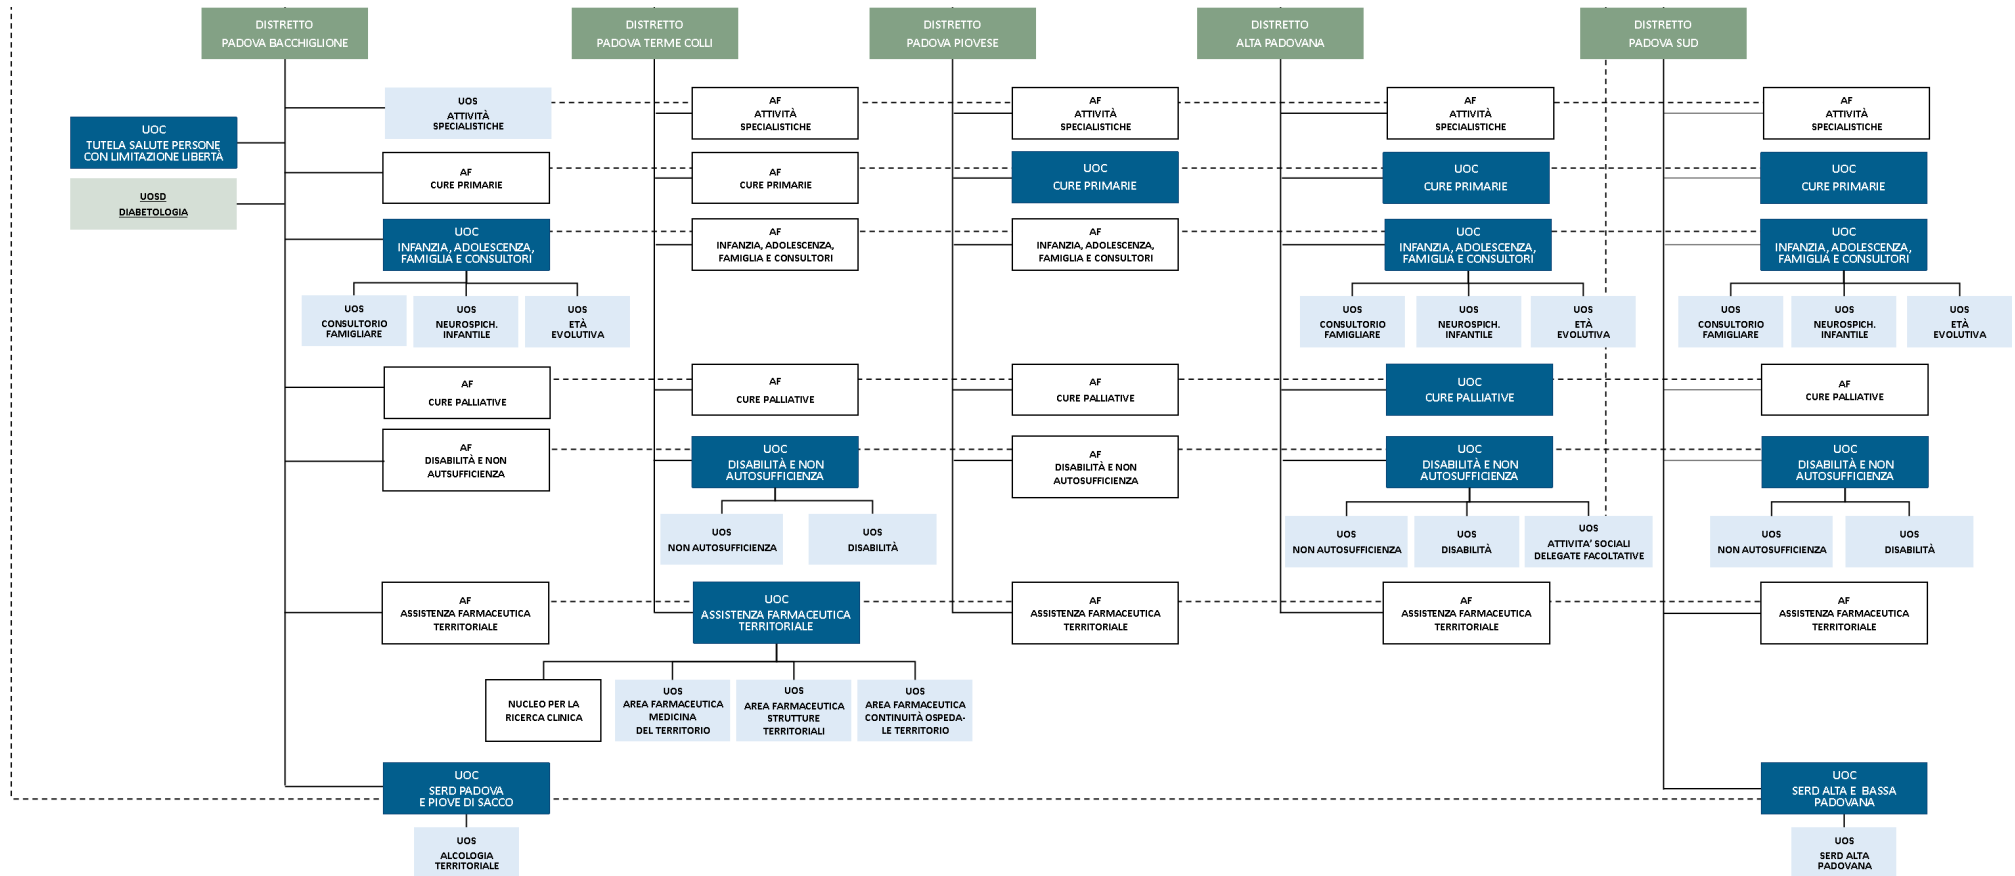 DISTRETTO
PADOVA BACCHIGLIONE
DISTRETTO
PADOVA TERME COLLI
DISTRETTO
PADOVA PIOVESE
DISTRETTO
ALTA PADOVANA
DISTRETTO
PADOVA SUD
UOS
ATTIVITÀ
SPECIALISTICHE
AF
ATTIVITÀ
SPECIALISTICHE
AF
ATTIVITÀ
SPECIALISTICHE
AF
ATTIVITÀ
SPECIALISTICHE
AF
ATTIVITÀ
SPECIALISTICHE
UOC
TUTELA SALUTE PERSONE
CON LIMITAZIONE LIBERTÀ
AF
CURE PRIMARIE
AF
CURE PRIMARIE
UOC
CURE PRIMARIE
UOC
CURE PRIMARIE
UOC
CURE PRIMARIE
UOSD
DIABETOLOGIA
UOC
INFANZIA, ADOLESCENZA,
FAMIGLIA E CONSULTORI
AF
INFANZIA, ADOLESCENZA,
FAMIGLIA E CONSULTORI
AF
INFANZIA, ADOLESCENZA,
FAMIGLIA E CONSULTORI
UOC
INFANZIA, ADOLESCENZA,
FAMIGLIA E CONSULTORI
UOC
INFANZIA, ADOLESCENZA,
FAMIGLIA E CONSULTORI
UOS
CONSULTORIO
FAMIGLIARE
UOS
NEUROSPICH.
INFANTILE
UOS
ETÀ
EVOLUTIVA
UOS
CONSULTORIO
FAMIGLIARE
UOS
NEUROSPICH.
INFANTILE
UOS
ETÀ
EVOLUTIVA
UOS
CONSULTORIO
FAMIGLIARE
UOS
NEUROSPICH.
INFANTILE
UOS
ETÀ
EVOLUTIVA
AF
CURE PALLIATIVE
AF
CURE PALLIATIVE
AF
CURE PALLIATIVE
UOC
CURE PALLIATIVE
AF
CURE PALLIATIVE
AF
DISABILITÀ E NON
AUTSUFFICIENZA
UOC
DISABILITÀ E NON
AUTOSUFFICIENZA
AF
DISABILITÀ E NON
AUTOSUFFICIENZA
UOC
DISABILITÀ E NON
AUTOSUFFICIENZA
UOC
DISABILITÀ E NON
AUTOSUFFICIENZA
UOS
NON AUTOSUFFICIENZA
UOS
DISABILITÀ
UOS
NON AUTOSUFFICIENZA
UOS
DISABILITÀ
UOS
ATTIVITA' SOCIALI
DELEGATE FACOLTATIVE
UOS
NON AUTOSUFFICIENZA
UOS
DISABILITÀ
AF
ASSISTENZA FARMACEUTICA
TERRITORIALE
UOC
ASSISTENZA FARMACEUTICA
TERRITORIALE
AF
ASSISTENZA FARMACEUTICA
TERRITORIALE
AF
ASSISTENZA FARMACEUTICA
TERRITORIALE
AF
ASSISTENZA FARMACEUTICA
TERRITORIALE
NUCLEO PER LA
RICERCA CLINICA
UOS
AREA FARMACEUTICA
MEDICINA
DEL TERRITORIO
UOS
AREA FARMACEUTICA
STRUTTURE
TERRITORIALI
UOS
AREA FARMACEUTICA
CONTINUITÀ OSPEDA-
LE TERRITORIO
UOC
SERD PADOVA
E PIOVE DI SACCO
UOC
SERD ALTA E BASSA
PADOVANA
UOS
ALCOLOGIA
TERRITORIALE
UOS
SERD ALTA
PADOVANA